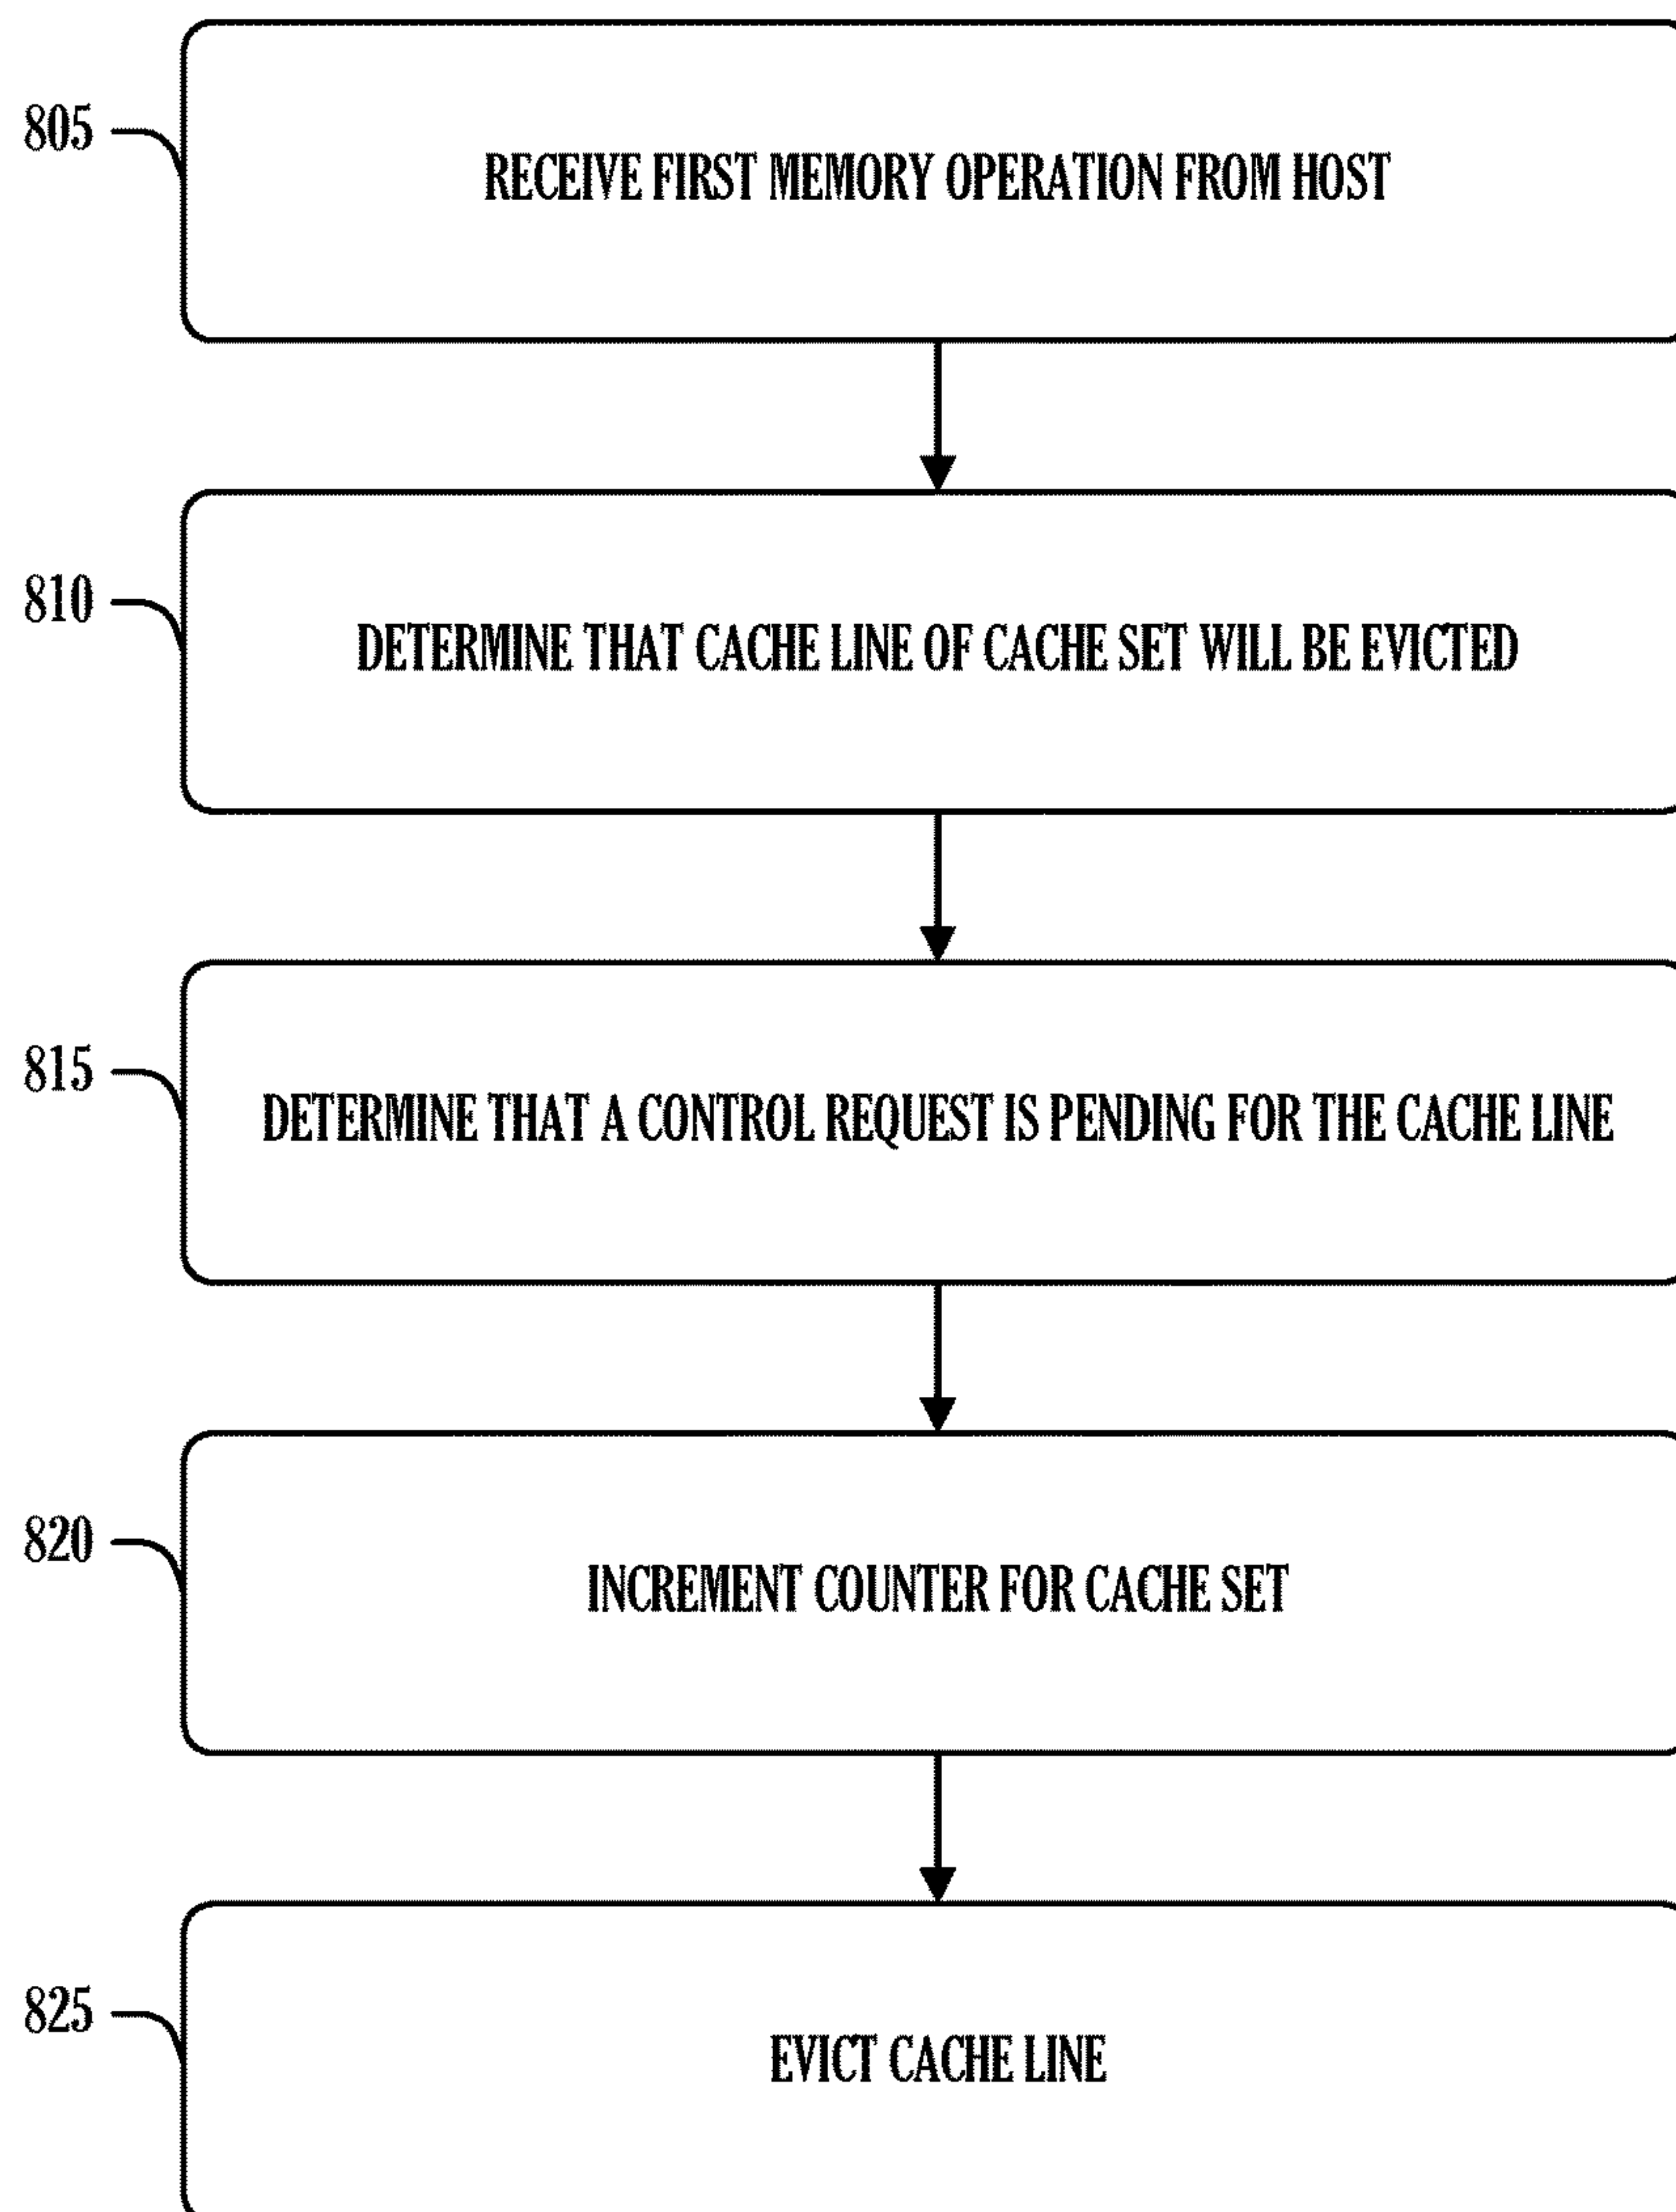 805
RECEIVE FIRST MEMORY OPERATION FROM HOST
810
DETERMINE THAT CACHE LINE OF CACHE SET WILL BE EVICTED
815
DETERMINE THAT A CONTROL REQUEST IS PENDING FOR THE CACHE LINE
820
INCREMENT COUNTER FOR CACHE SET
825
EVICT CACHE LINE